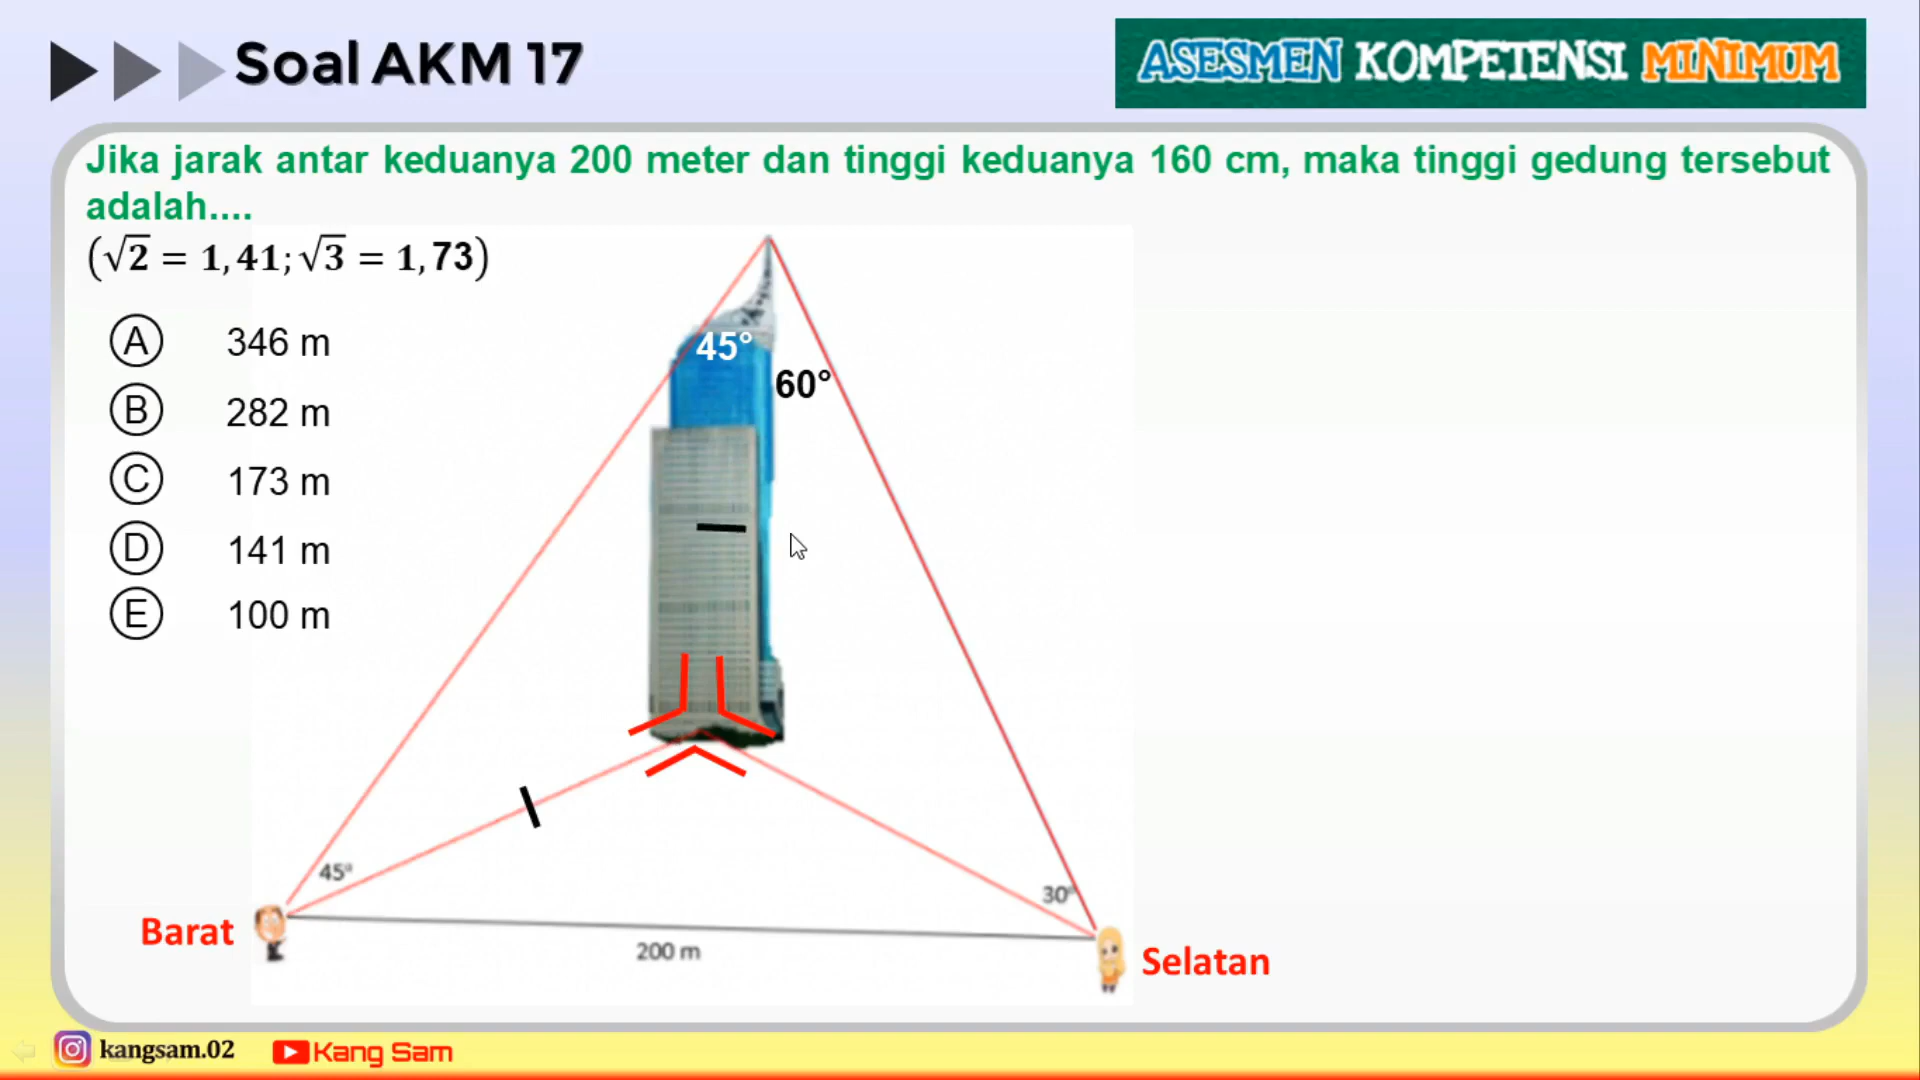 Soal AKM 17
ASESMEN KOMPETENSI MINIMUM
Jika jarak antar keduanya 200 meter dan tinggi keduanya 160 cm, maka tinggi gedung tersebut
adalah....
(√2 = 1,41; √3 = 1,73)
A 346 m
B 282 m
C 173 m
D 141 m
E 100 m
45°
60°
45°
30°
Barat
200 m
Selatan
kangsam.02
Kang Sam